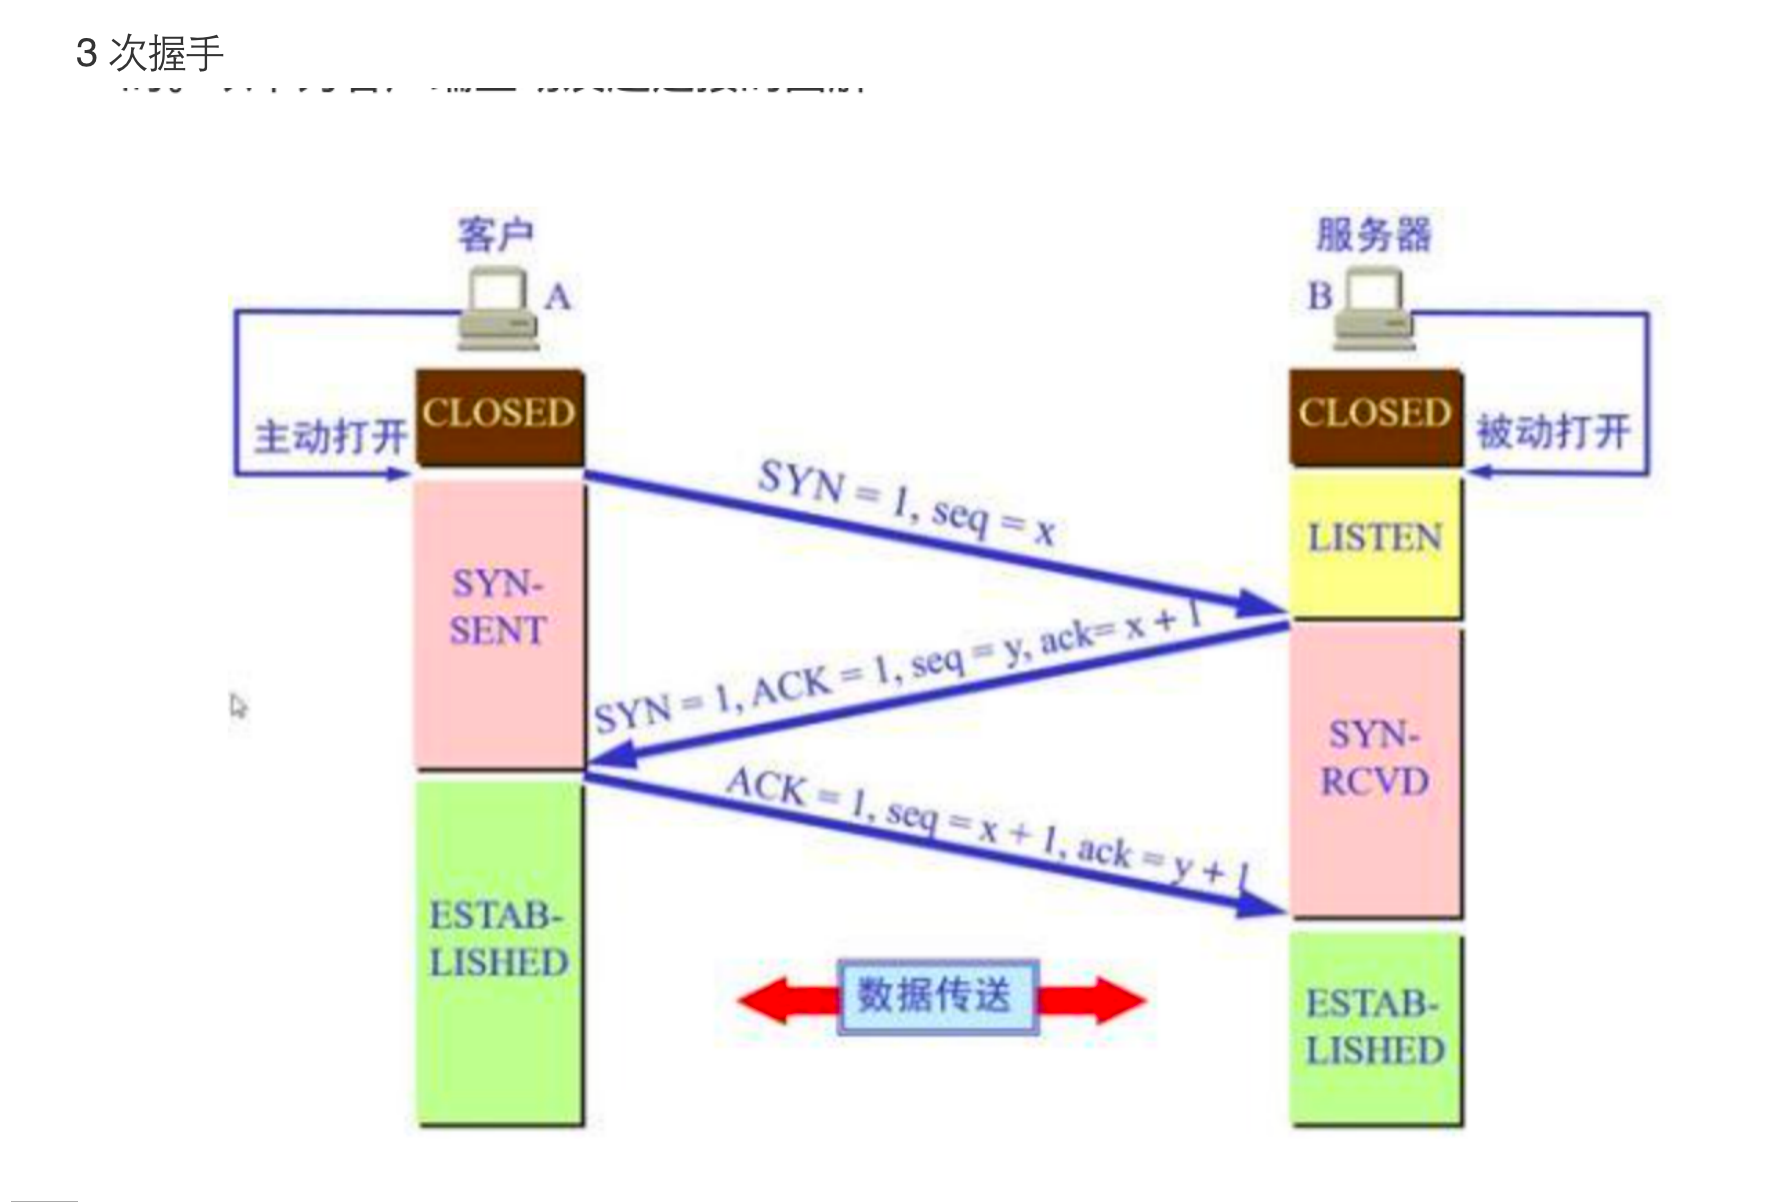 3 次握手
客户
服务器
A
B
CLOSED
CLOSED
主动打开
被动打开
SYN = 1, seq = x
LISTEN
SYN-
SENT
SYN = 1, ACK = 1, seq = y, ack= x + 1
SYN-
RCVD
ACK = 1, seq = x + 1, ack = y + 1
ESTAB-
LISHED
数据传送
ESTAB-
LISHED